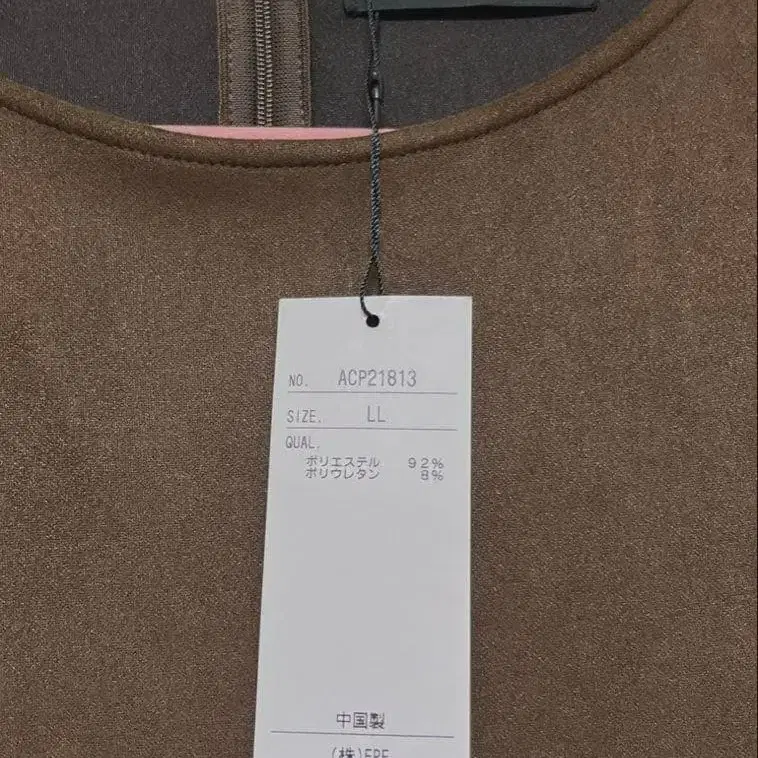 NO. ACP21813
SIZE. LL
QUAL.
ポリエステル 92%
ポリウレタン 8%
中国製